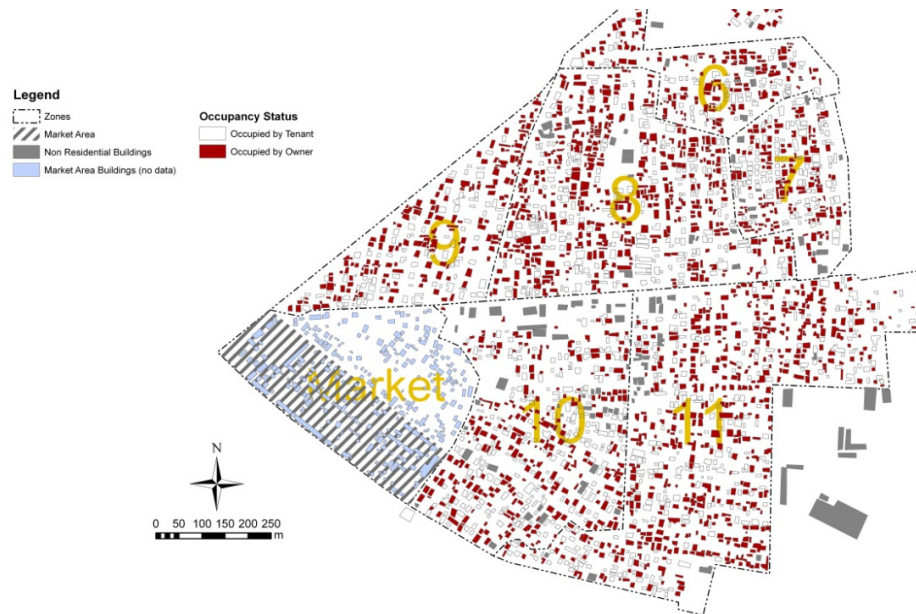 Legend
Zones
Market Area
Non Residential Buildings
Market Area Buildings (no data)
Occupancy Status
Occupied by Tenant
Occupied by Owner
6
7
8
9
Market
10
11
N
0 50 100 150 200 250
m